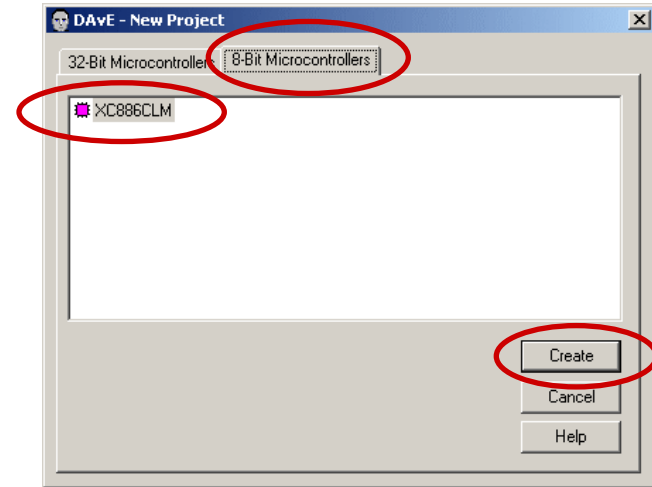 DAvE - New Project
32-Bit Microcontrollers 8-Bit Microcontrollers
XC886CLM
Create
Cancel
Help